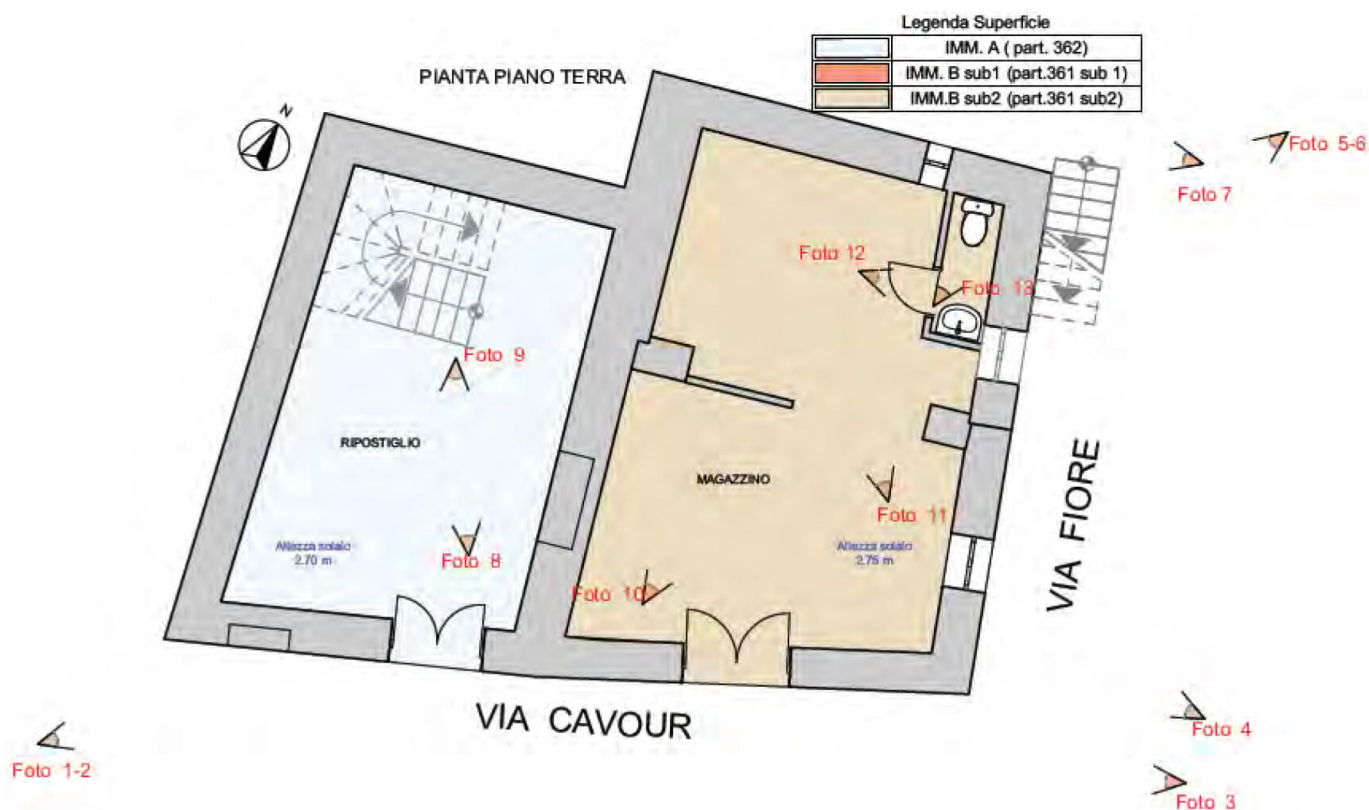 Legenda Superficie
IMM. A ( part. 362)
IMM. B sub1 (part.361 sub 1)
IMM.B sub2 (part.361 sub2)
PIANTA PIANO TERRA
N
Foto 5-6
Foto 7
Foto 12
Foto 13
Foto 9
RIPOSTIGLIO
MAGAZZINO
VIA FIORE
Foto 11
Altezza solaio
2.70 m
Foto 8
Altezza solaio
2.75 m
Foto 10
VIA CAVOUR
Foto 4
Foto 1-2
Foto 3